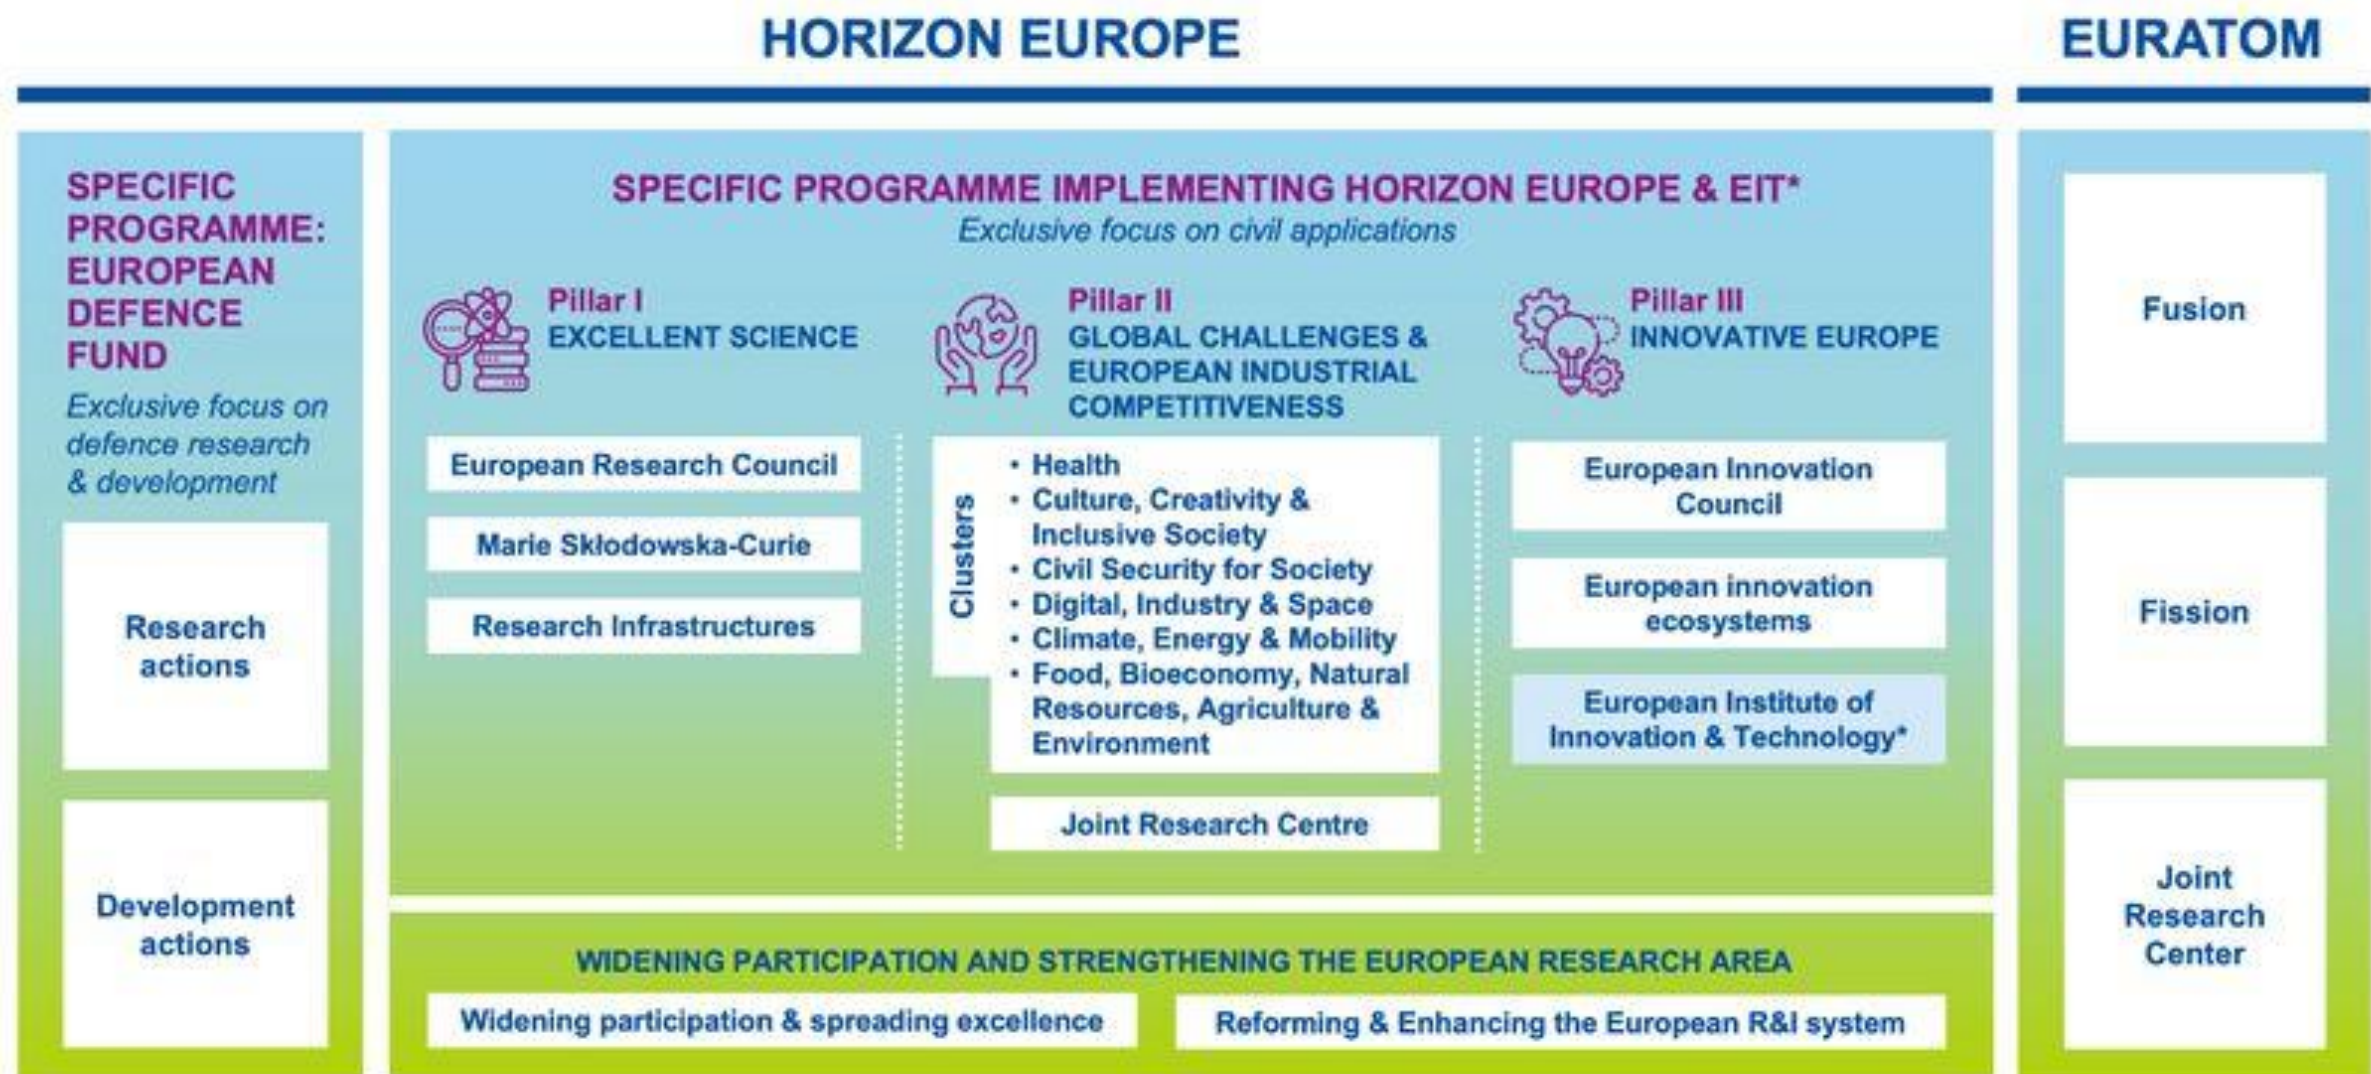 HORIZON EUROPE
EURATOM
SPECIFIC
PROGRAMME:
EUROPEAN
DEFENCE
FUND
Exclusive focus on
defence research
& development
Research
actions
Development
actions
SPECIFIC PROGRAMME IMPLEMENTING HORIZON EUROPE & EIT*
Exclusive focus on civil applications
Pillar I
EXCELLENT SCIENCE
European Research Council
Marie Skłodowska-Curie
Research Infrastructures
Pillar II
GLOBAL CHALLENGES &
EUROPEAN INDUSTRIAL
COMPETITIVENESS
Clusters
• Health
• Culture, Creativity &
Inclusive Society
• Civil Security for Society
• Digital, Industry & Space
• Climate, Energy & Mobility
• Food, Bioeconomy, Natural
Resources, Agriculture &
Environment
Joint Research Centre
Pillar III
INNOVATIVE EUROPE
European Innovation
Council
European innovation
ecosystems
European Institute of
Innovation & Technology*
WIDENING PARTICIPATION AND STRENGTHENING THE EUROPEAN RESEARCH AREA
Widening participation & spreading excellence
Reforming & Enhancing the European R&I system
Fusion
Fission
Joint
Research
Center